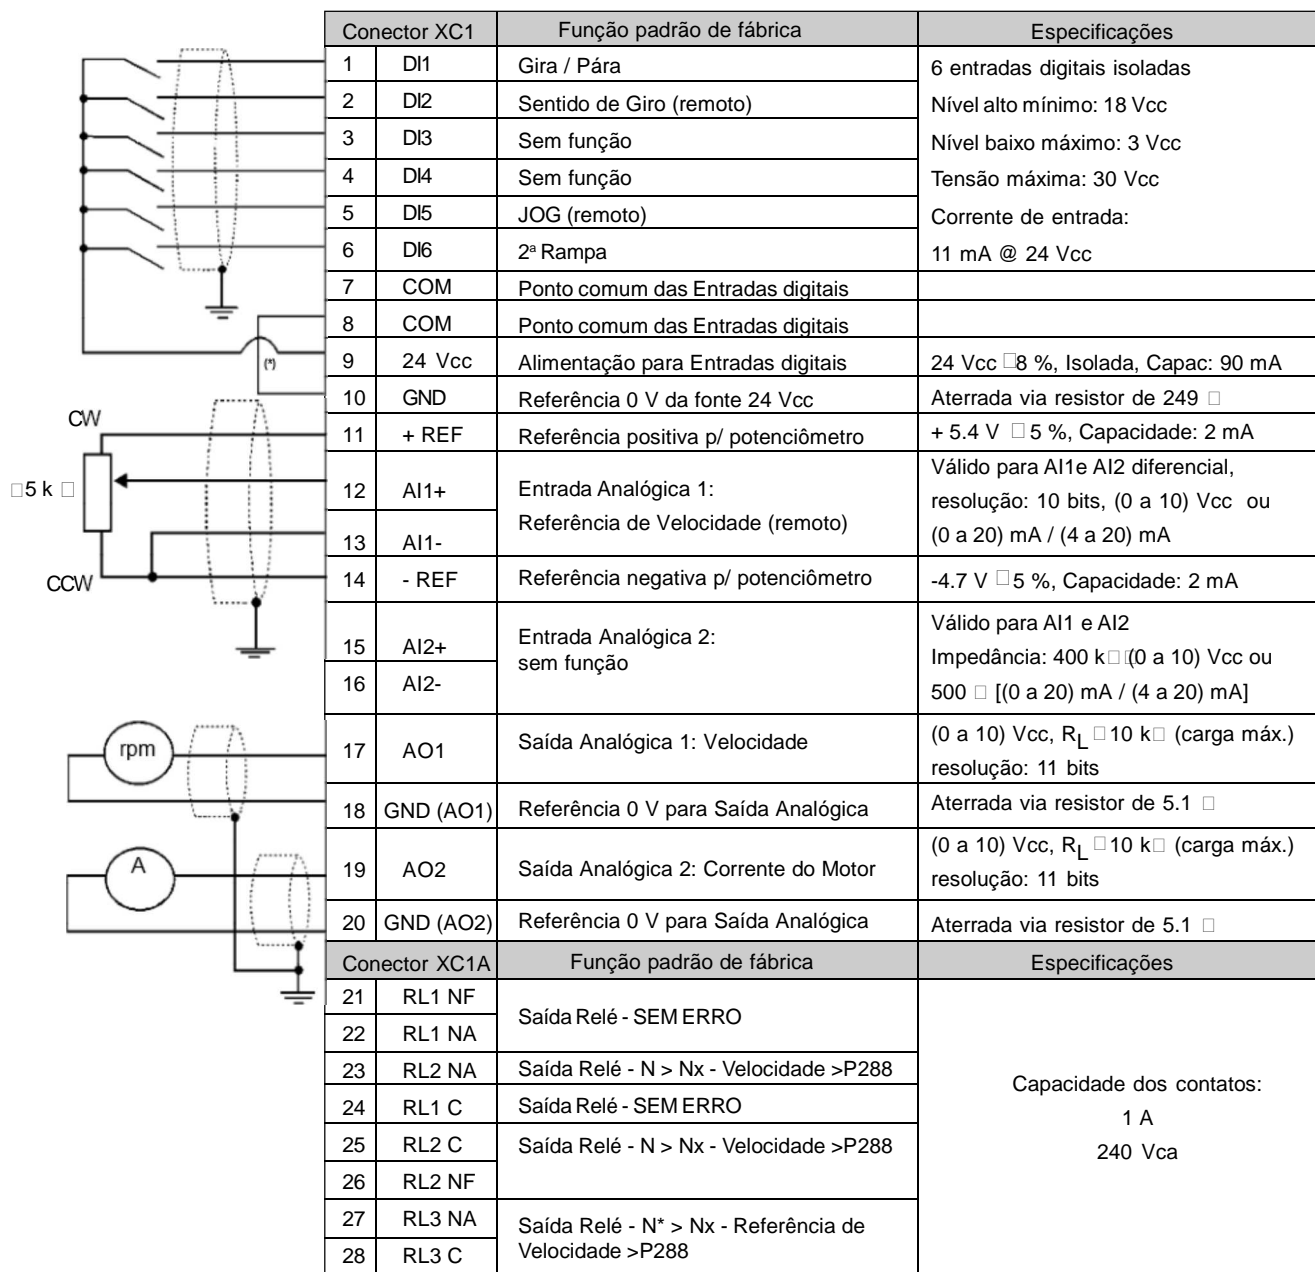 Conector XC1 Função padrão de fábrica Especificações
1 DI1 Gira / Pára
2 DI2 Sentido de Giro (remoto)
3 DI3 Sem função
4 DI4 Sem função
5 DI5 JOG (remoto)
6 DI6 2ª Rampa
6 entradas digitais isoladas
Nível alto mínimo: 18 Vcc
Nível baixo máximo: 3 Vcc
Tensão máxima: 30 Vcc
Corrente de entrada:
11 mA @ 24 Vcc
7 COM Ponto comum das Entradas digitais
8 COM Ponto comum das Entradas digitais
(*)
9 24 Vcc Alimentação para Entradas digitais 24 Vcc □8 %, Isolada, Capac: 90 mA
10 GND Referência 0 V da fonte 24 Vcc Aterrada via resistor de 249 □
CW
11 + REF Referência positiva p/ potenciômetro + 5.4 V □ 5 %, Capacidade: 2 mA
□5 k □
12 AI1+
13 AI1-
Entrada Analógica 1:
Referência de Velocidade (remoto)
Válido para AI1e AI2 diferencial,
resolução: 10 bits, (0 a 10) Vcc ou
(0 a 20) mA / (4 a 20) mA
CCW
14 - REF Referência negativa p/ potenciômetro -4.7 V □ 5 %, Capacidade: 2 mA
15 AI2+
16 AI2-
Entrada Analógica 2:
sem função
Válido para AI1 e AI2
Impedância: 400 k□ □(0 a 10) Vcc ou
500 □ [(0 a 20) mA / (4 a 20) mA]
rpm
17 AO1 Saída Analógica 1: Velocidade
(0 a 10) Vcc, RL □ 10 k□ (carga máx.)
resolução: 11 bits
18 GND (AO1) Referência 0 V para Saída Analógica Aterrada via resistor de 5.1 □
A
19 AO2 Saída Analógica 2: Corrente do Motor
(0 a 10) Vcc, RL □ 10 k□ (carga máx.)
resolução: 11 bits
20 GND (AO2) Referência 0 V para Saída Analógica Aterrada via resistor de 5.1 □
Conector XC1A Função padrão de fábrica Especificações
21 RL1 NF
22 RL1 NA
Saída Relé - SEM ERRO
23 RL2 NA Saída Relé - N > Nx - Velocidade >P288
24 RL1 C Saída Relé - SEM ERRO
25 RL2 C Saída Relé - N > Nx - Velocidade >P288
26 RL2 NF
27 RL3 NA
28 RL3 C
Saída Relé - N* > Nx - Referência de
Velocidade >P288
Capacidade dos contatos:
1 A
240 Vca